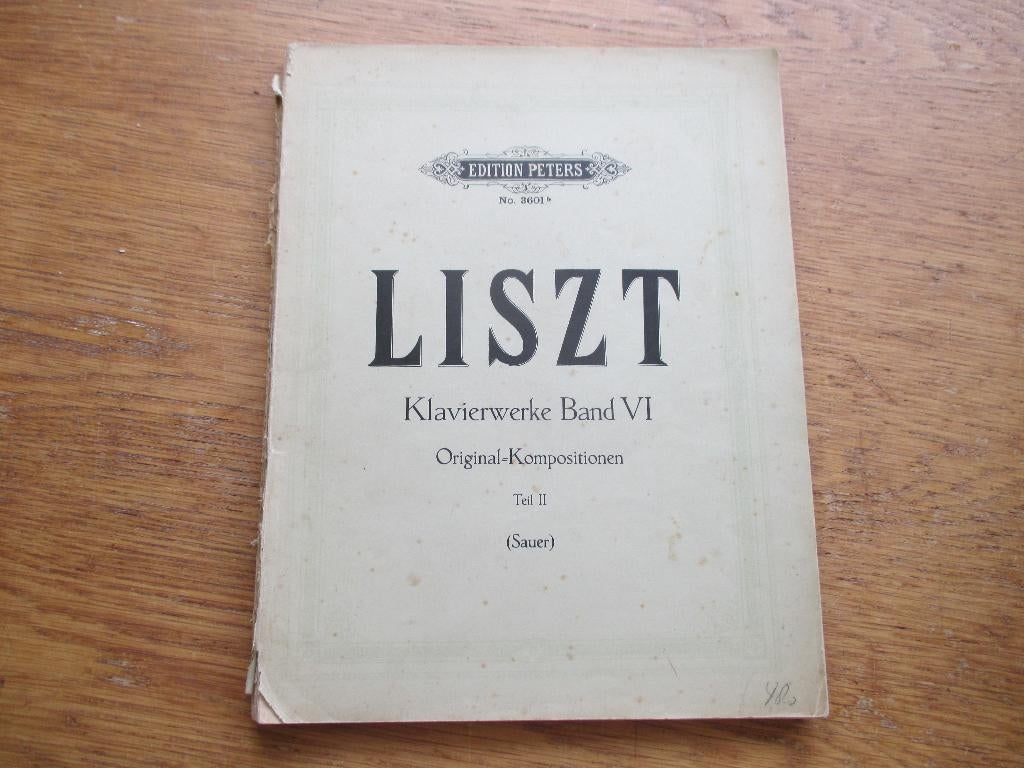 EDITION PETERS
No. 3601b
LISZT
Klavierwerke Band VI
Original-Kompositionen
Teil II
(Sauer)